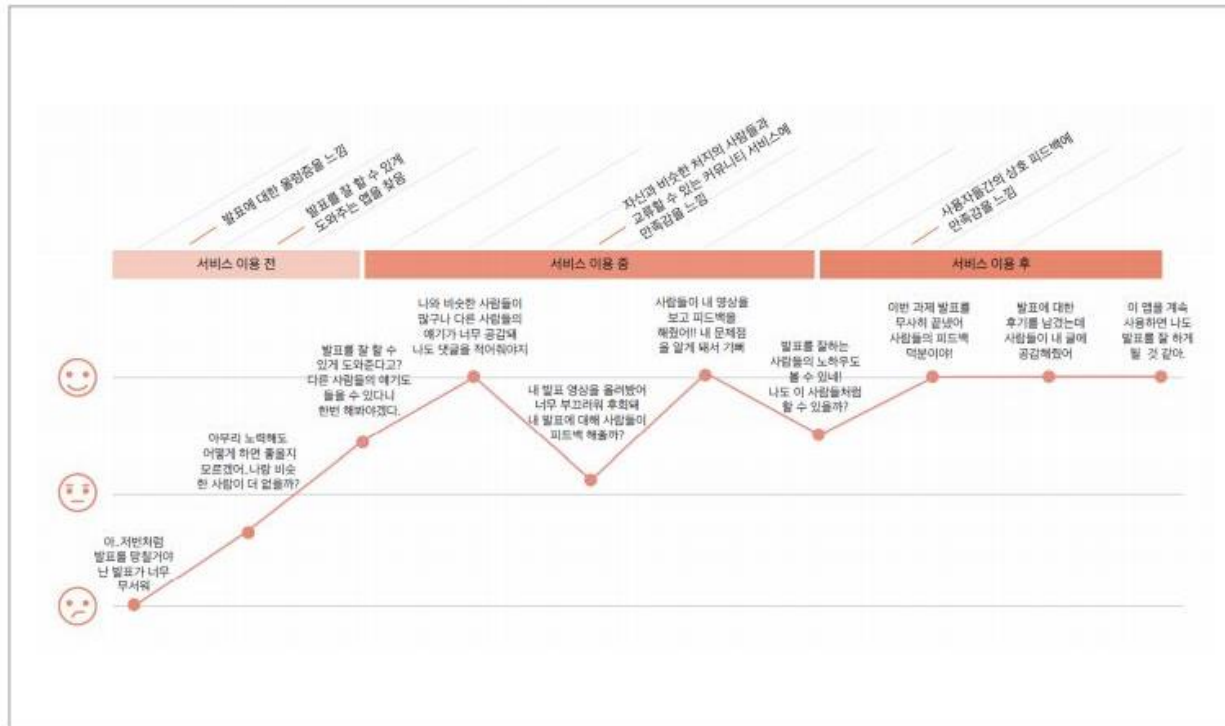 발표에 대한 울렁증을 느낌
발표를 잘 할 수 있게
도와주는 앱을 찾음
자신과 비슷한 처지의 사람들과
교류할 수 있는 커뮤니티 서비스에
만족감을 느낌
사용자들간의 상호 피드백에
만족감을 느낌
서비스 이용 전
서비스 이용 중
서비스 이용 후
아..저번처럼
발표를 망칠거야
난 발표가 너무
무서워
아무리 노력해도
어떻게 하면 좋을지
모르겠어..나랑 비슷
한 사람이 더 없을까?
발표를 잘 할 수
있게 도와준다고?
다른 사람들의 얘기도
들을 수 있다니
한번 해봐야겠다.
나와 비슷한 사람들이
많구나 다른 사람들의
얘기가 너무 공감돼
나도 댓글을 적어줘야지
내 발표 영상을 올려봤어
너무 부끄러워 후회돼
내 발표에 대해 사람들이
피드백 해줄까?
사람들이 내 영상을
보고 피드백을
해줬어!! 내 문제점
을 알게 돼서 기뻐
발표를 잘하는
사람들의 노하우도
볼 수 있네!
나도 이 사람들처럼
할 수 있을까?
이번 과제 발표를
무사히 끝냈어
사람들의 피드백
덕분이야!
발표에 대한
후기를 남겼는데
사람들이 내 글에
공감해줬어
이 앱을 계속
사용하면 나도
발표를 잘 하게
될 것 같아.